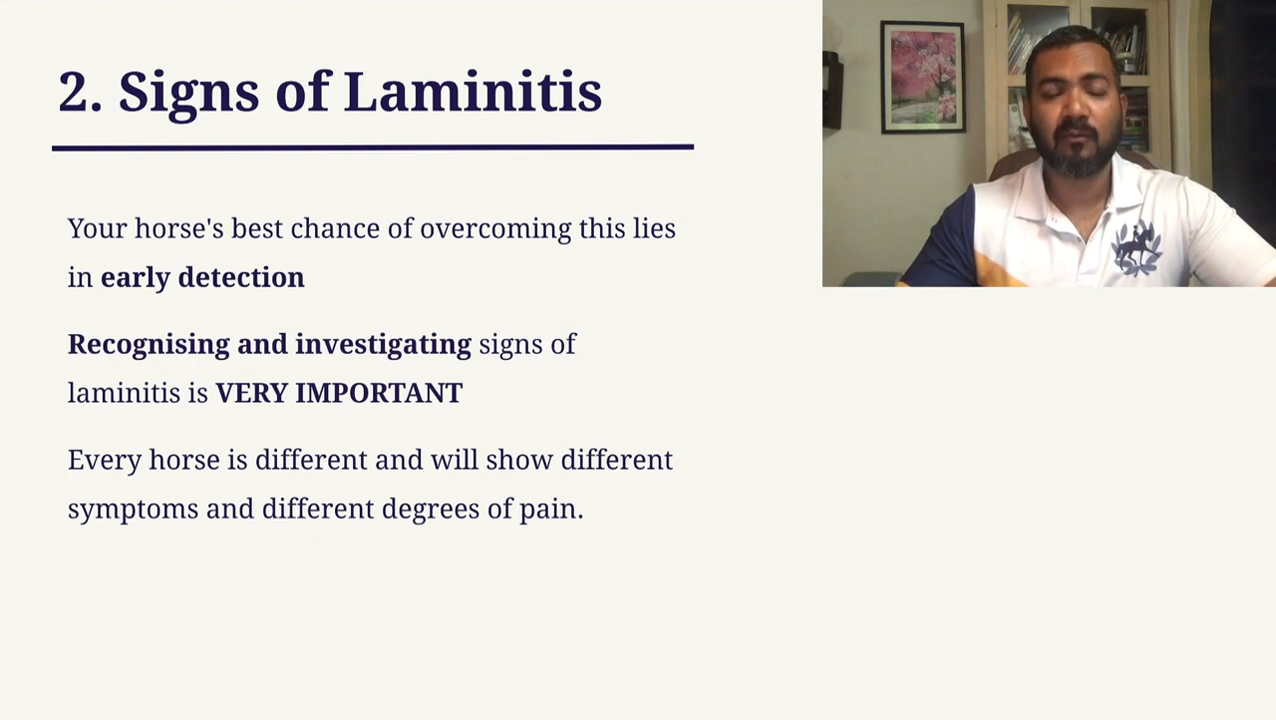 2. Signs of Laminitis
Your horse's best chance of overcoming this lies
in early detection
Recognising and investigating signs of
laminitis is VERY IMPORTANT
Every horse is different and will show different
symptoms and different degrees of pain.